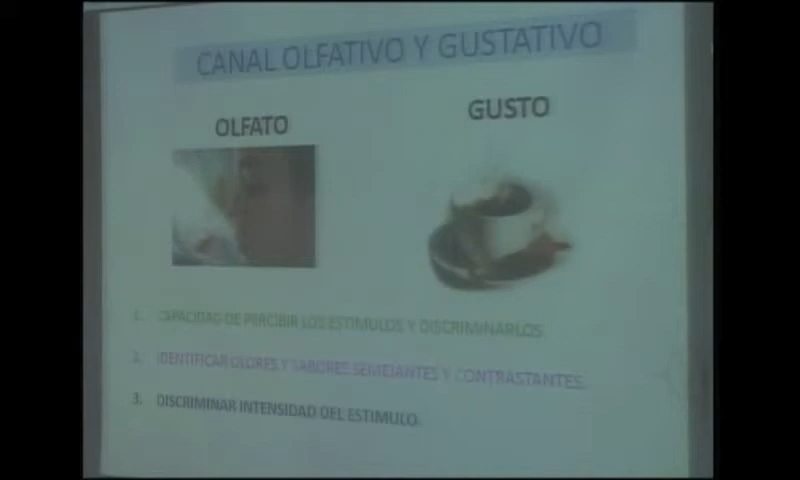 CANAL OLFATIVO Y GUSTATIVO
OLFATO
GUSTO
1. CAPACIDAD DE PERCIBIR LOS ESTIMULOS Y DISCRIMINARLOS
2. IDENTIFICAR OLORES Y SABORES SEMEJANTES Y CONTRASTANTES.
3. DISCRIMINAR INTENSIDAD DEL ESTIMULO.